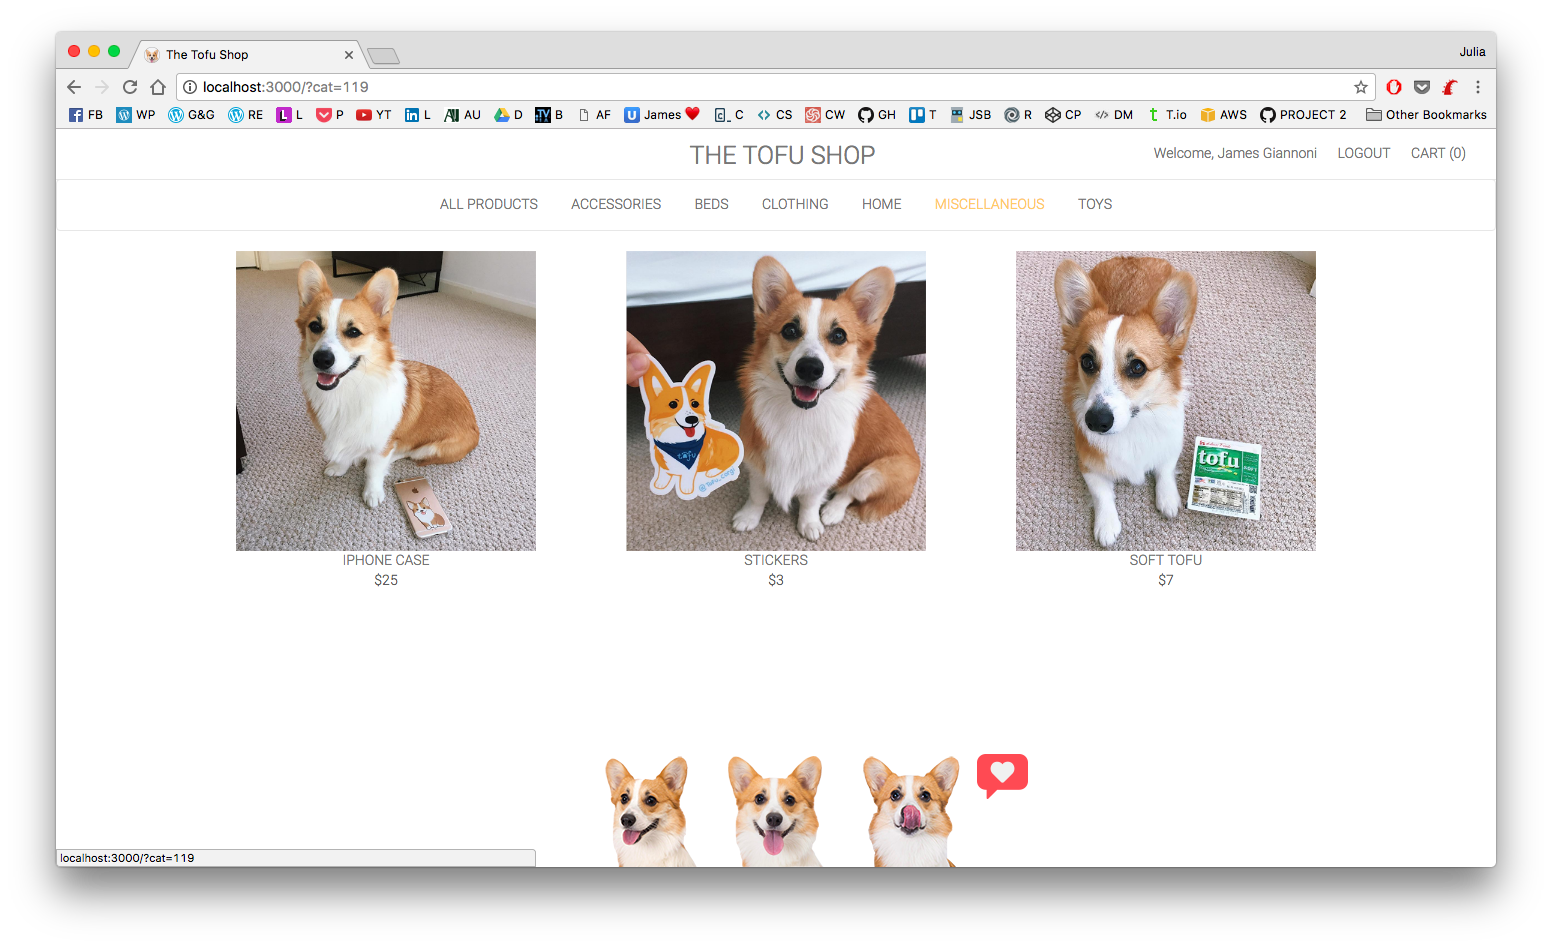 The Tofu Shop
Julia
localhost:3000/?cat=119
FB WP G&G RE L P YT L AU D B AF James C CS CW GH T JSB R CP DM T.io AWS PROJECT 2 Other Bookmarks
THE TOFU SHOP
Welcome, James Giannoni LOGOUT CART (0)
ALL PRODUCTS ACCESSORIES BEDS CLOTHING HOME MISCELLANEOUS TOYS
tofu
tofu
IPHONE CASE
$25
STICKERS
$3
SOFT TOFU
$7
localhost:3000/?cat=119